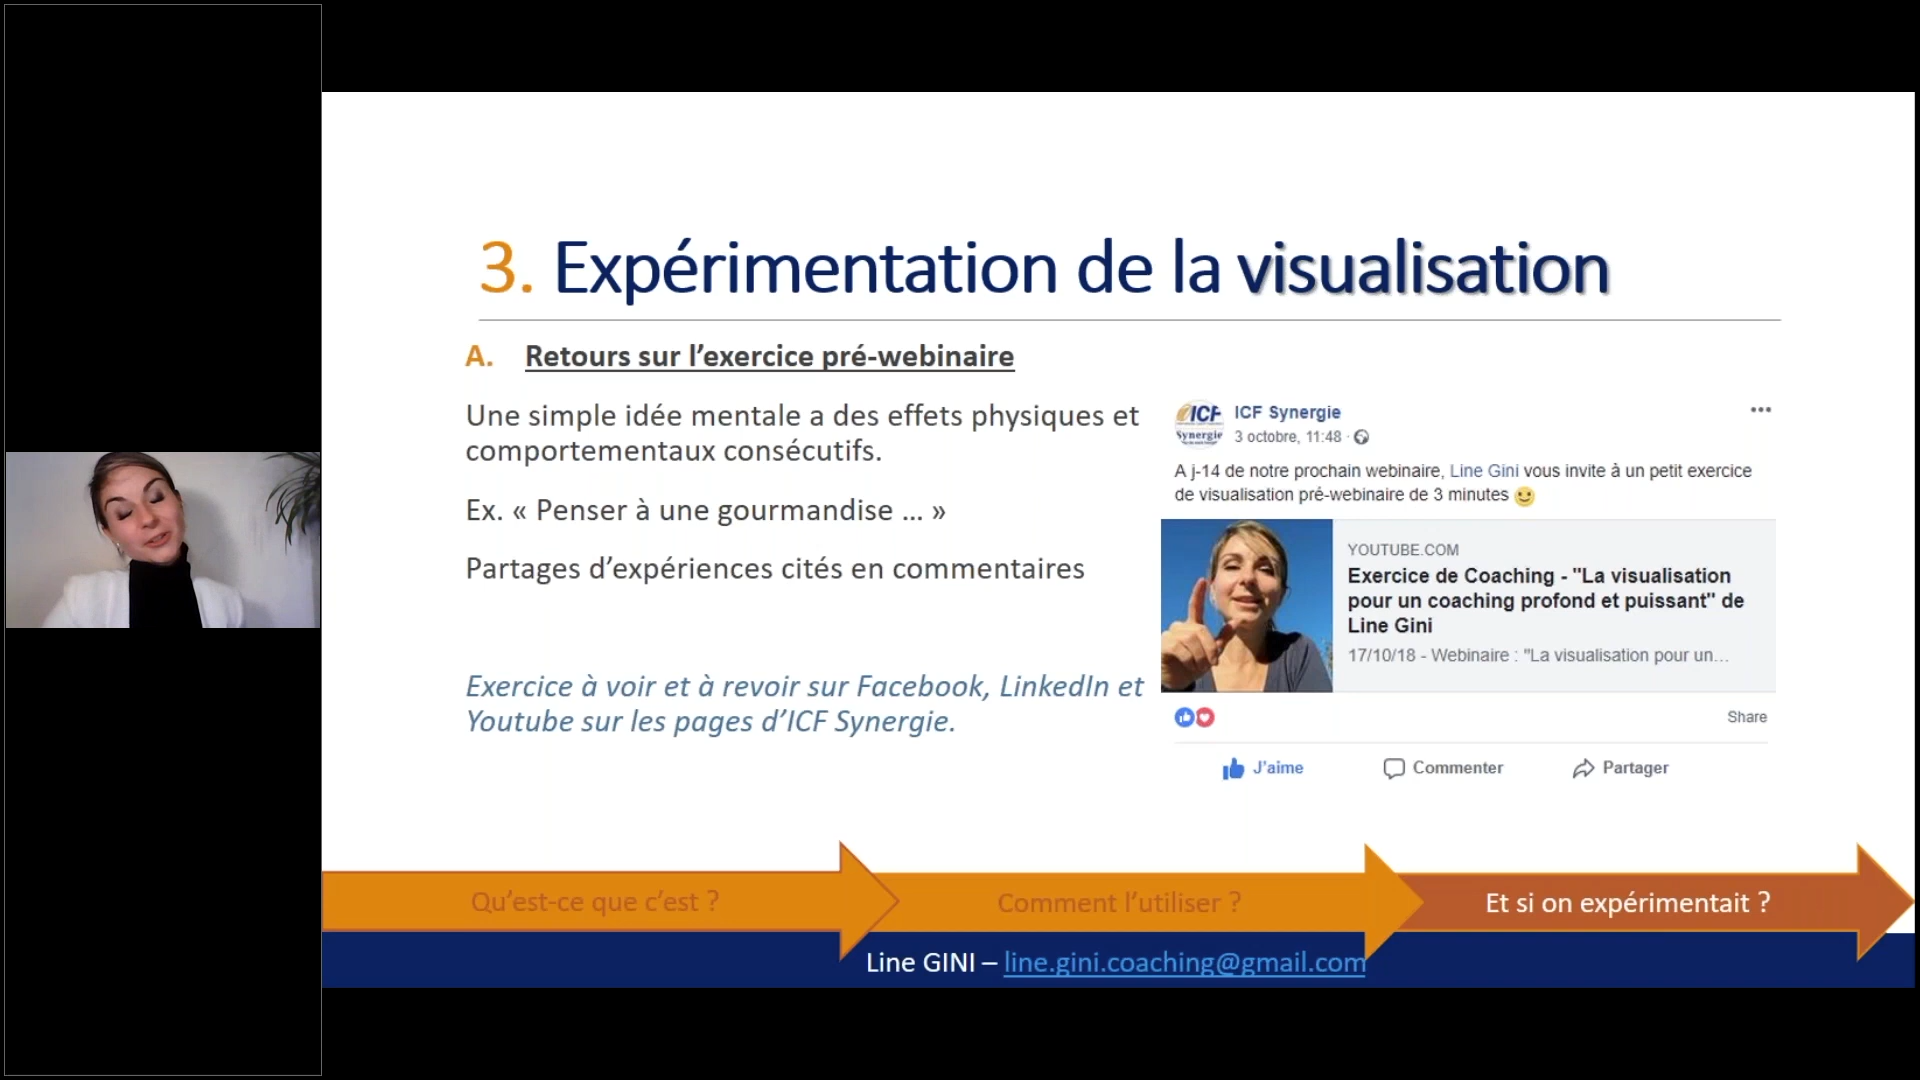 3. Expérimentation de la visualisation
A. Retours sur l’exercice pré-webinaire
Une simple idée mentale a des effets physiques et
comportementaux consécutifs.
Ex. « Penser à une gourmandise ... »
Partages d’expériences cités en commentaires
Exercice à voir et à revoir sur Facebook, LinkedIn et
Youtube sur les pages d’ICF Synergie.
ICF
Synergie
ICF Synergie
3 octobre, 11:48 ·
A j-14 de notre prochain webinaire, Line Gini vous invite à un petit exercice
de visualisation pré-webinaire de 3 minutes
YOUTUBE.COM
Exercice de Coaching - "La visualisation
pour un coaching profond et puissant" de
Line Gini
17/10/18 - Webinaire : "La visualisation pour un...
Share
J'aime Commenter Partager
Qu’est-ce que c’est ? Comment l’utiliser ? Et si on expérimentait ?
Line GINI – line.gini.coaching@gmail.com